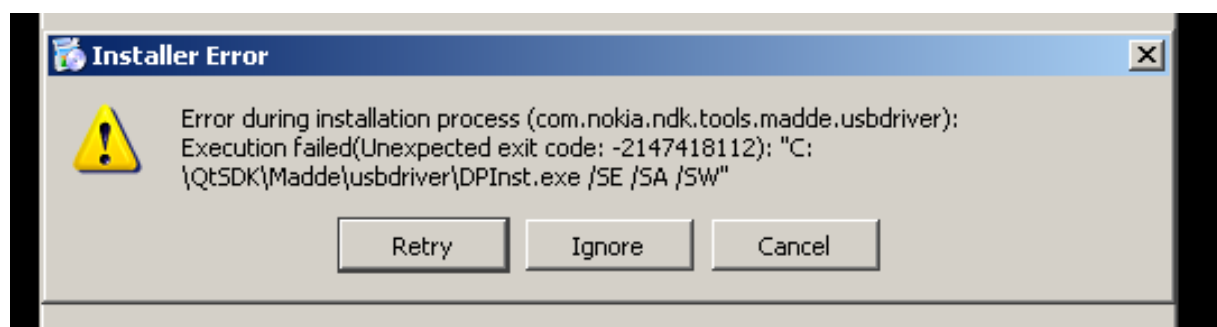 Installer Error
Error during installation process (com.nokia.ndk.tools.madde.usbdriver):
Execution failed(Unexpected exit code: -2147418112): "C:
\QtSDK\Madde\usbdriver\DPInst.exe /SE /SA /SW"
Retry Ignore Cancel